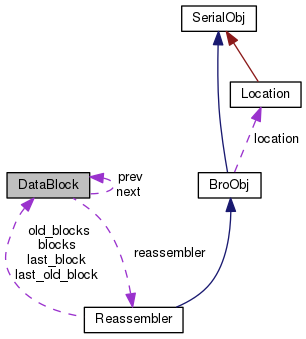 SerialObj
Location
location
DataBlock
prev
next
BroObj
old_blocks
blocks
last_block
last_old_block
reassembler
Reassembler